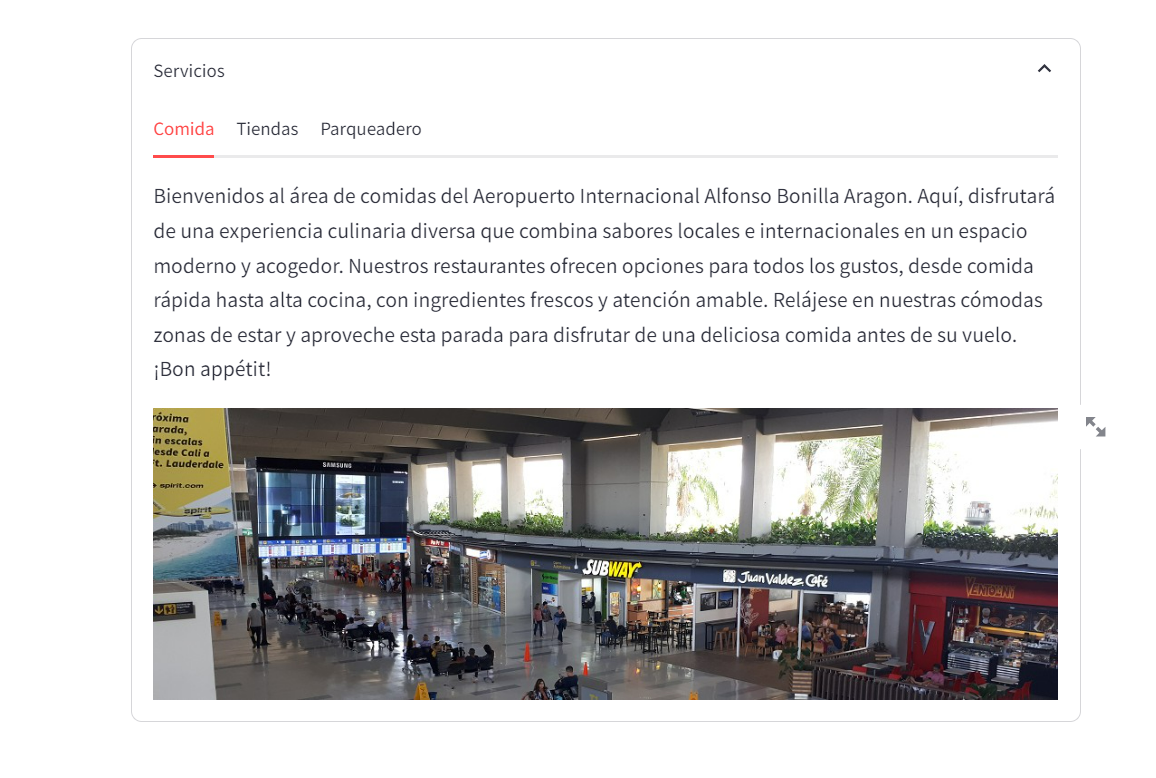 Servicios
Comida Tiendas Parqueadero
Bienvenidos al área de comidas del Aeropuerto Internacional Alfonso Bonilla Aragon. Aquí, disfrutará
de una experiencia culinaria diversa que combina sabores locales e internacionales en un espacio
moderno y acogedor. Nuestros restaurantes ofrecen opciones para todos los gustos, desde comida
rápida hasta alta cocina, con ingredientes frescos y atención amable. Relájese en nuestras cómodas
zonas de estar y aproveche esta parada para disfrutar de una deliciosa comida antes de su vuelo.
¡Bon appétit!
róxima
arada,
in escalas
esde Cali a
t. Lauderdale
spirit.com
spirit
SAMSUNG
SUBWAY
Juan Valdez Café
VENTOLINI